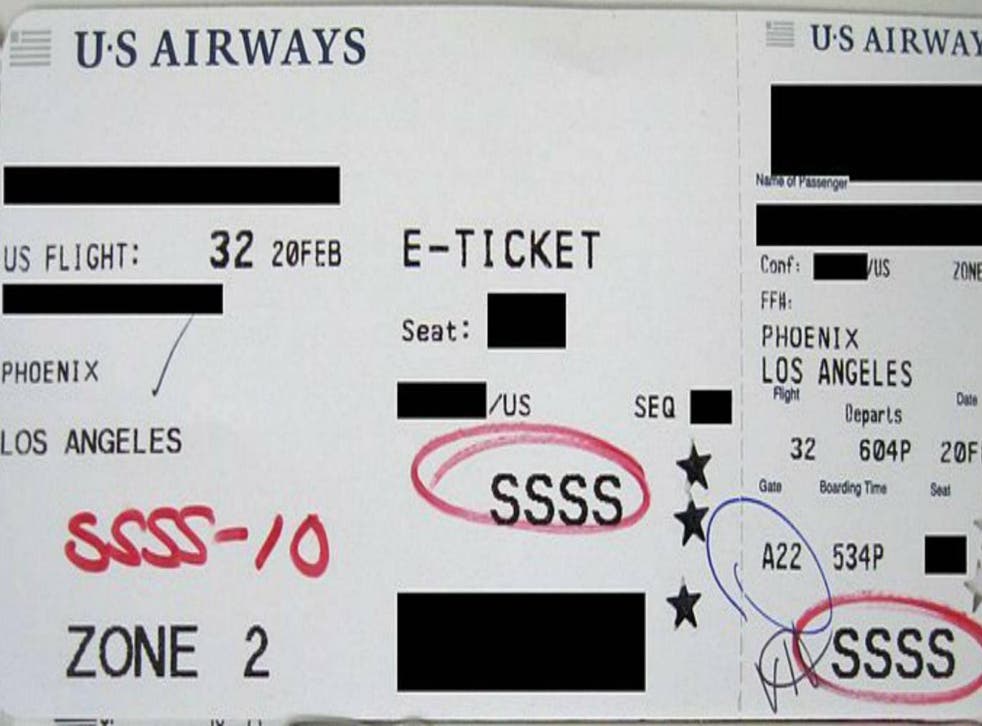 U·S AIRWAYS
US FLIGHT: 32 20FEB
PHOENIX
LOS ANGELES
SSSS-10
ZONE 2
E-TICKET
Seat:
/US SEQ
SSSS
U·S AIRWAY
Name of Passenger
Conf: /US ZONE
FF#:
PHOENIX
LOS ANGELES
Flight Departs Date
32 604P 20F
Gate Boarding Time Seat
A22 534P
SSSS